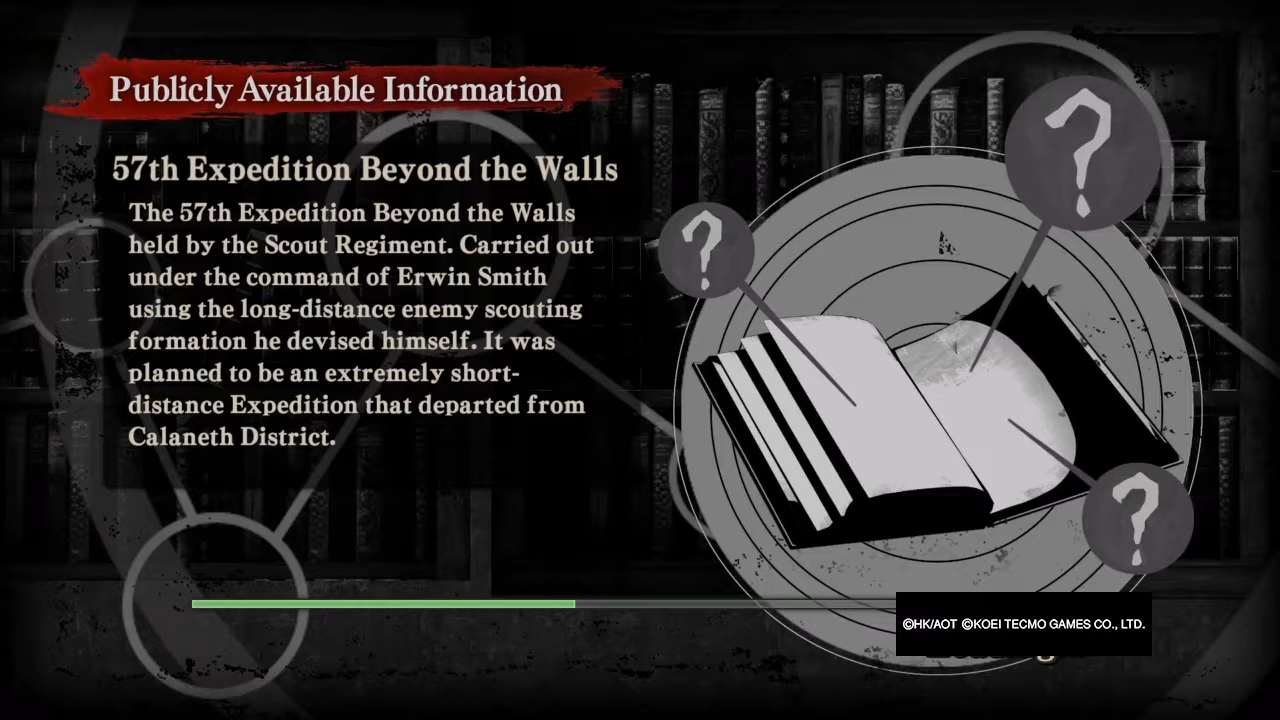 Publicly Available Information
57th Expedition Beyond the Walls
The 57th Expedition Beyond the Walls
held by the Scout Regiment. Carried out
under the command of Erwin Smith
using the long-distance enemy scouting
formation he devised himself. It was
planned to be an extremely short-
distance Expedition that departed from
Calaneth District.
?
?
?
©HK/AOT ©KOEI TECMO GAMES CO., LTD.